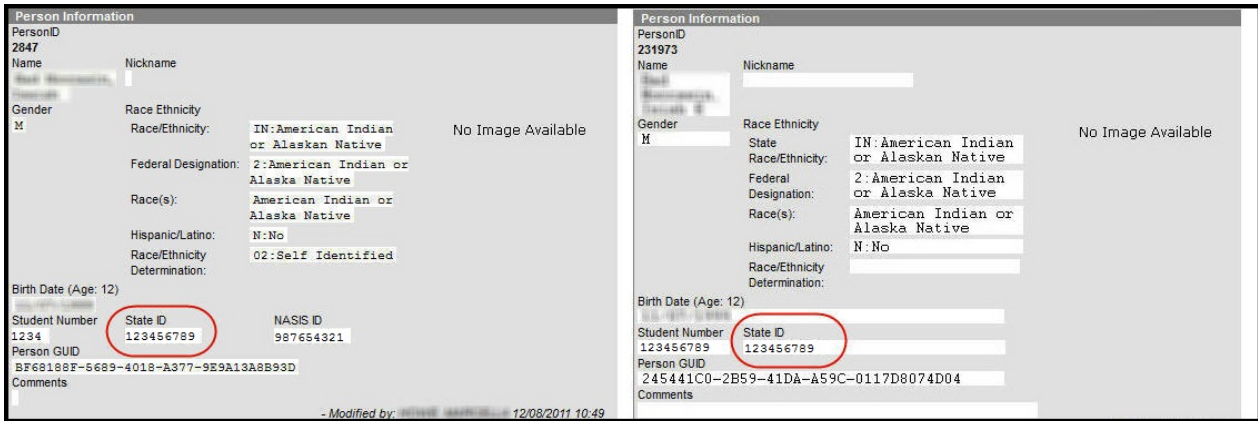 Person Information
PersonID
2847
Name Nickname
Gender Race Ethnicity
M Race/Ethnicity: IN:American Indian
or Alaskan Native
No Image Available
Federal Designation: 2:American Indian or
Alaska Native
Race(s): American Indian or
Alaska Native
Hispanic/Latino: N:No
Race/Ethnicity 02:Self Identified
Determination:
Birth Date (Age: 12)
Student Number State ID NASIS ID
1234 123456789 987654321
Person GUID
BF68188F-5689-4018-A377-9E9A13A8B93D
Comments
- Modified by: 12/08/2011 10:49
Person Information
PersonID
231973
Name Nickname
Gender Race Ethnicity
M State IN:American Indian
Race/Ethnicity: or Alaskan Native
No Image Available
Federal 2:American Indian
Designation: or Alaska Native
Race(s): American Indian or
Alaska Native
Hispanic/Latino: N:No
Race/Ethnicity
Determination:
Birth Date (Age: 12)
Student Number State ID
123456789 123456789
Person GUID
245441C0-2B59-41DA-A59C-0117D8074D04
Comments